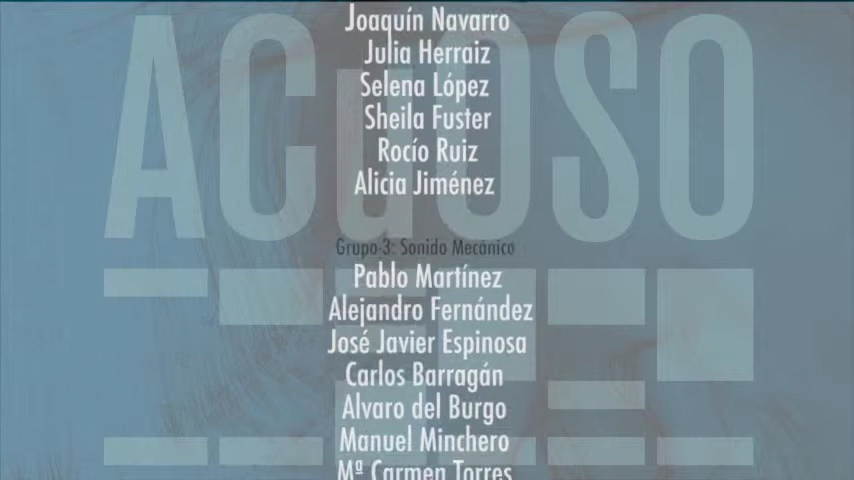 ACuOSO
Joaquín Navarro
Julia Herraiz
Selena López
Sheila Fuster
Rocío Ruiz
Alicia Jiménez
Grupo-3: Sonido Mecánico
Pablo Martínez
Alejandro Fernández
José Javier Espinosa
Carlos Barragán
Alvaro del Burgo
Manuel Minchero
Mª Carmen Torres